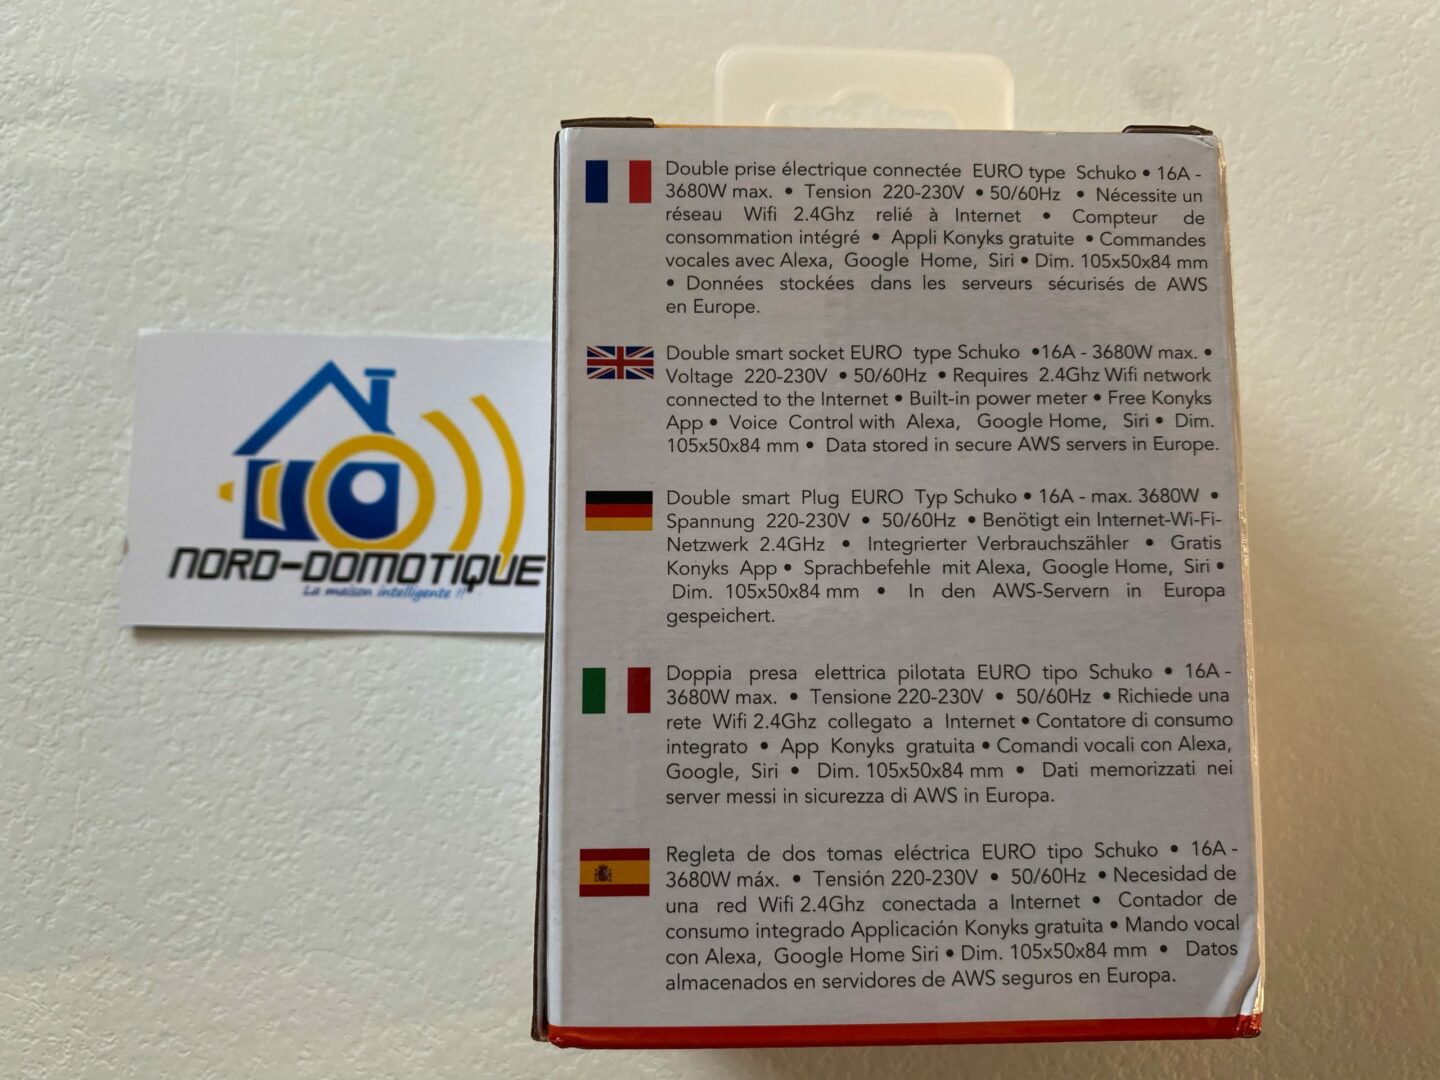 NORD-DOMOTIQUE
La maison intelligente !!
Double prise électrique connectée EURO type Schuko • 16A -
3680W max. • Tension 220-230V • 50/60Hz • Nécessite un
réseau Wifi 2.4Ghz relié à Internet • Compteur de
consommation intégré • Appli Konyks gratuite • Commandes
vocales avec Alexa, Google Home, Siri • Dim. 105x50x84 mm
• Données stockées dans les serveurs sécurisés de AWS
en Europe.
Double smart socket EURO type Schuko •16A - 3680W max. •
Voltage 220-230V • 50/60Hz • Requires 2.4Ghz Wifi network
connected to the Internet • Built-in power meter • Free Konyks
App • Voice Control with Alexa, Google Home, Siri • Dim.
105x50x84 mm • Data stored in secure AWS servers in Europe.
Double smart Plug EURO Typ Schuko • 16A - max. 3680W •
Spannung 220-230V • 50/60Hz • Benötigt ein Internet-Wi-Fi-
Netzwerk 2.4GHz • Integrierter Verbrauchszähler • Gratis
Konyks App • Sprachbefehle mit Alexa, Google Home, Siri •
Dim. 105x50x84 mm • In den AWS-Servern in Europa
gespeichert.
Doppia presa elettrica pilotata EURO tipo Schuko • 16A -
3680W max. • Tensione 220-230V • 50/60Hz • Richiede una
rete Wifi 2.4Ghz collegato a Internet • Contatore di consumo
integrato • App Konyks gratuita • Comandi vocali con Alexa,
Google, Siri • Dim. 105x50x84 mm • Dati memorizzati nei
server messi in sicurezza di AWS in Europa.
Regleta de dos tomas eléctrica EURO tipo Schuko • 16A -
3680W máx. • Tensión 220-230V • 50/60Hz • Necesidad de
una red Wifi 2.4Ghz conectada a Internet • Contador de
consumo integrado Applicación Konyks gratuita • Mando vocal
con Alexa, Google Home Siri • Dim. 105x50x84 mm • Datos
almacenados en servidores de AWS seguros en Europa.